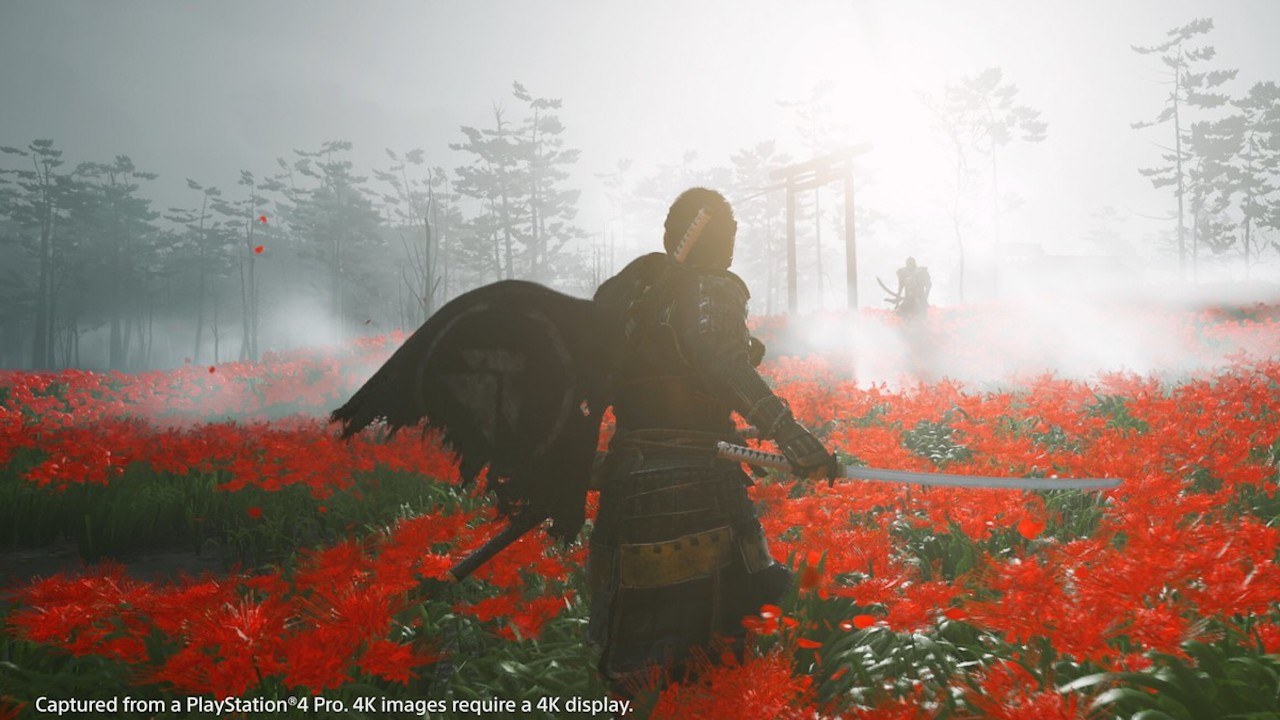 Captured from a PlayStation®4 Pro. 4K images require a 4K display.